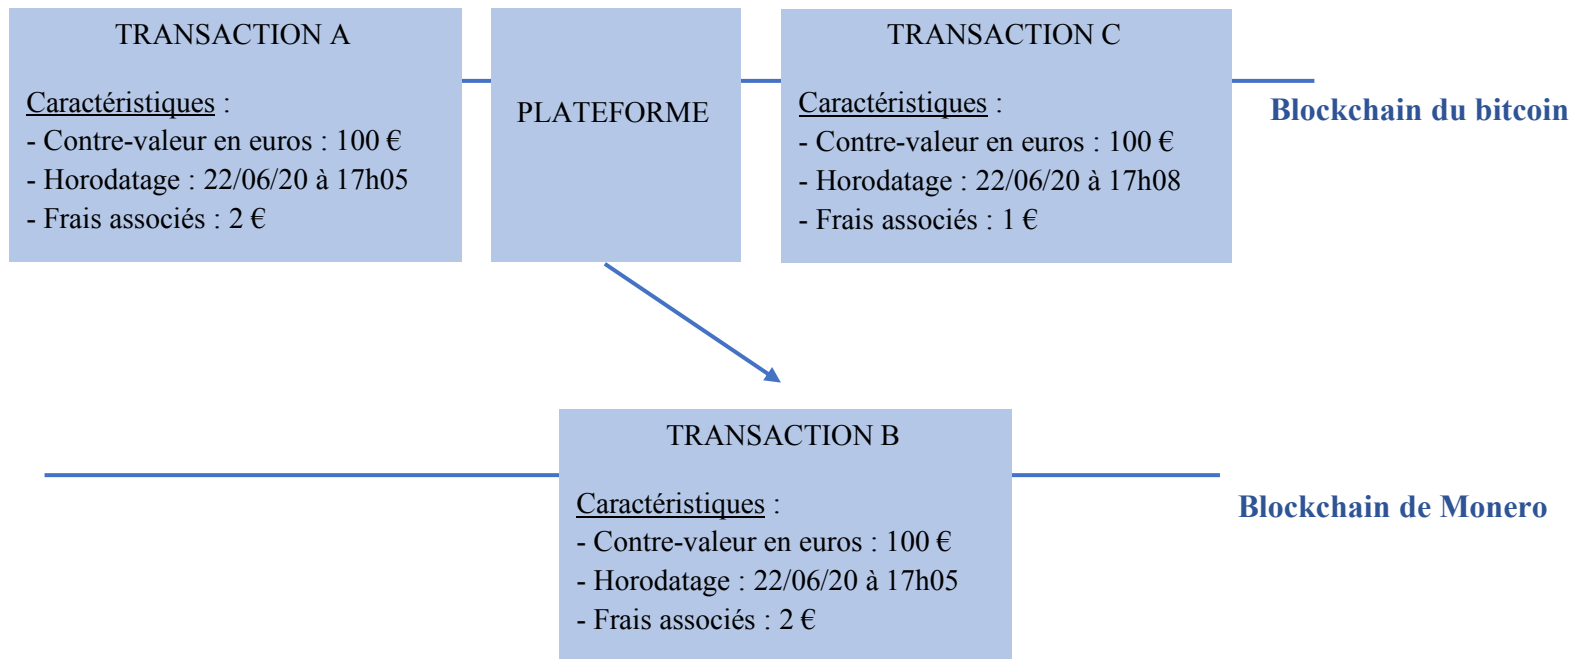 TRANSACTION A
Caractéristiques :
- Contre-valeur en euros : 100 €
- Horodatage : 22/06/20 à 17h05
- Frais associés : 2 €
PLATEFORME
TRANSACTION C
Caractéristiques :
- Contre-valeur en euros : 100 €
- Horodatage : 22/06/20 à 17h08
- Frais associés : 1 €
Blockchain du bitcoin
TRANSACTION B
Caractéristiques :
- Contre-valeur en euros : 100 €
- Horodatage : 22/06/20 à 17h05
- Frais associés : 2 €
Blockchain de Monero